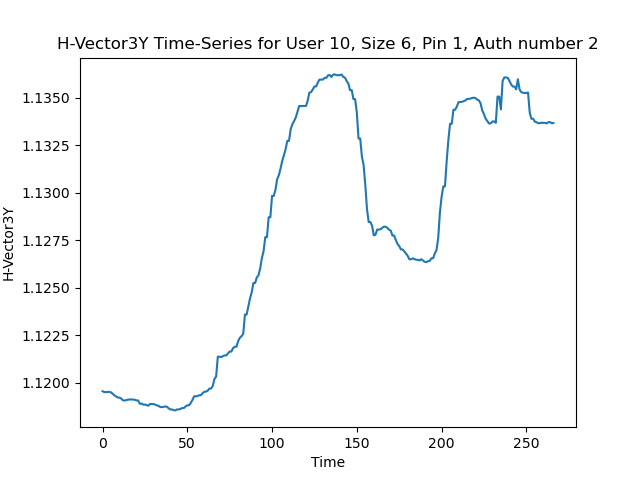 H-Vector3Y Time-Series for User 10, Size 6, Pin 1, Auth number 2
H-Vector3Y
1.1350
1.1325
1.1300
1.1275
1.1250
1.1225
1.1200
0 50 100 150 200 250
Time